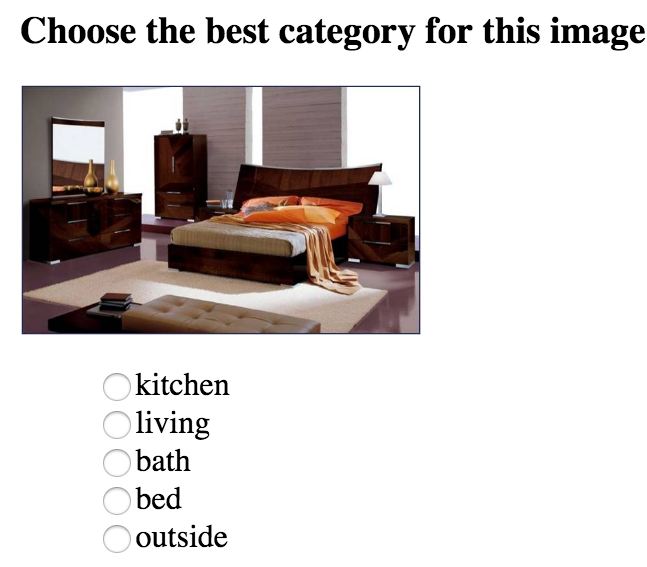 Choose the best category for this image
kitchen
living
bath
bed
outside